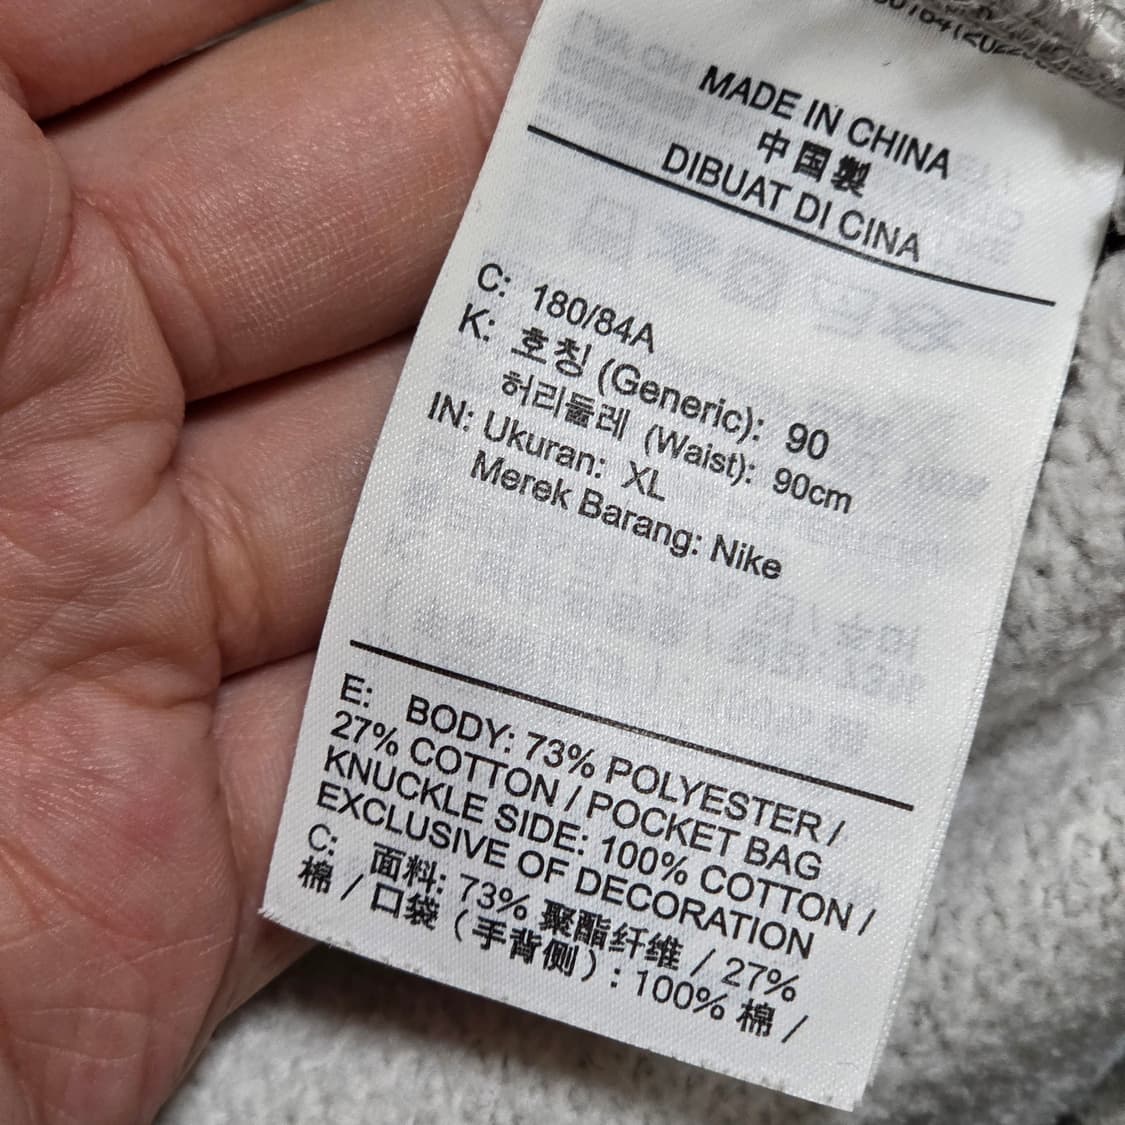 MADE IN CHINA
中国製
DIBUAT DI CINA
C: 180/84A
K: 호칭 (Generic): 90
허리둘레 (Waist): 90cm
IN: Ukuran: XL
Merek Barang: Nike
E: BODY: 73% POLYESTER /
27% COTTON / POCKET BAG
KNUCKLE SIDE: 100% COTTON /
EXCLUSIVE OF DECORATION
C: 面料: 73% 聚酯纤维 / 27%
棉 / 口袋 (手背侧) : 100% 棉 /